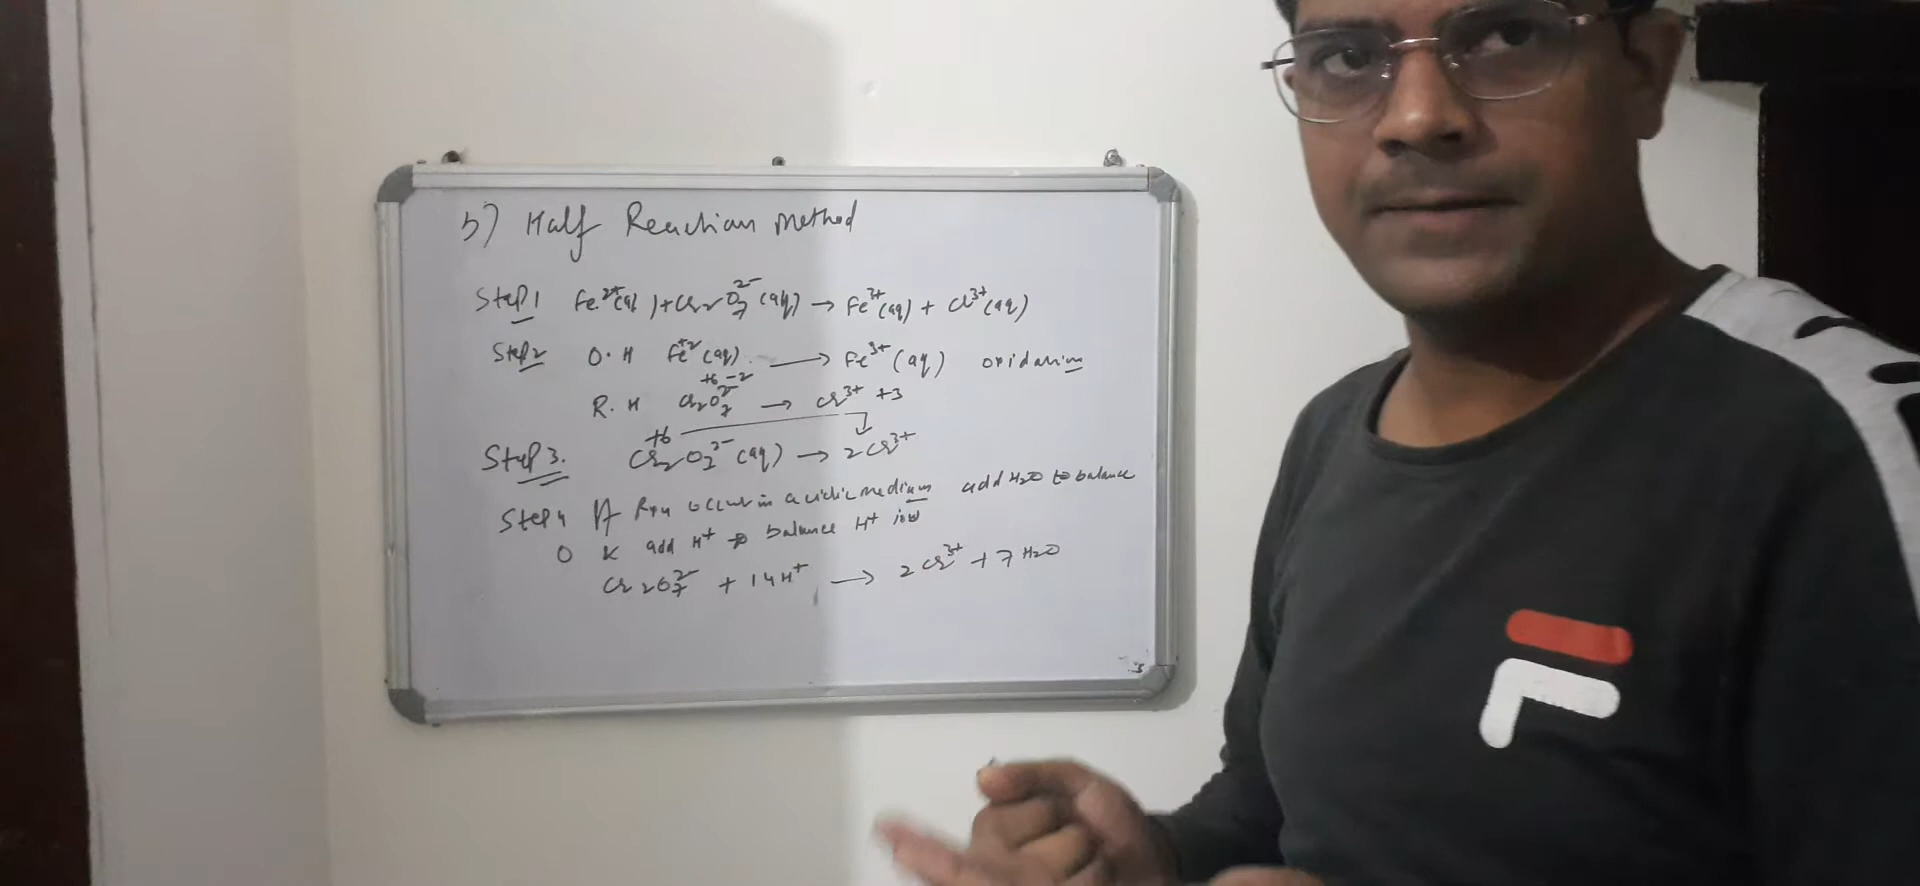 b) Half Reaction Method
Step 1 Fe²⁺(aq) + Cr₂O₇²⁻ (aq) → Fe³⁺(aq) + Cr³⁺(aq)
Step 2 O.H Fe⁺² (aq) → Fe³⁺ (aq) oxidation
+6 -2
R.H Cr₂O₇²⁻ → Cr³⁺ +3
+6
Step 3. Cr₂O₇²⁻ (aq) → 2Cr³⁺
Step 4 If Rxn occur in acidic medium add H₂O to balance
O & add H⁺ to balance H⁺ ion
Cr₂O₇²⁻ + 14H⁺ → 2Cr³⁺ + 7H₂O